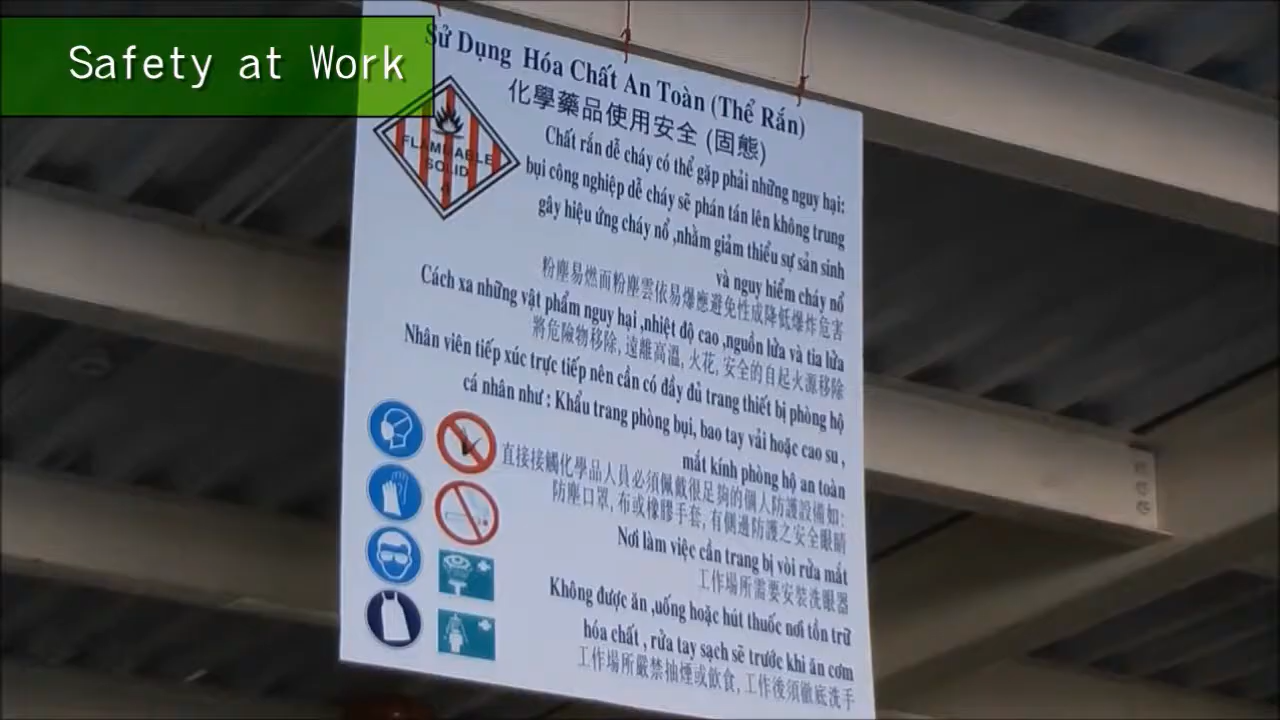 Safety at Work
Sử Dụng Hóa Chất An Toàn (Thể Rắn)
化學藥品使用安全 (固態)
FLAMMABLE
SOLID
4
Chất rắn dễ cháy có thể gặp phải những nguy hại:
bụi công nghiệp dễ cháy sẽ phán tán lên không trung
gây hiệu ứng cháy nổ ,nhằm giảm thiểu sự sản sinh
và nguy hiểm cháy nổ
粉塵易燃而粉塵雲依易爆應避免性成降低爆炸危害
Cách xa những vật phẩm nguy hại ,nhiệt độ cao ,nguồn lửa và tia lửa
將危險物移除, 遠離高溫, 火花, 安全的自起火源移除
Nhân viên tiếp xúc trực tiếp nên cần có đầy đủ trang thiết bị phòng hộ
cá nhân như : Khẩu trang phòng bụi, bao tay vải hoặc cao su ,
mắt kính phòng hộ an toàn
直接接觸化學品人員必須佩戴很足夠的個人防護設備如:
防塵口罩, 布或橡膠手套, 有側邊防護之安全眼睛
Nơi làm việc cần trang bị vòi rửa mắt
工作場所需要安裝洗眼器
Không được ăn ,uống hoặc hút thuốc nơi tồn trữ
hóa chất , rửa tay sạch sẽ trước khi ăn cơm
工作場所嚴禁抽煙或飲食, 工作後須徹底洗手